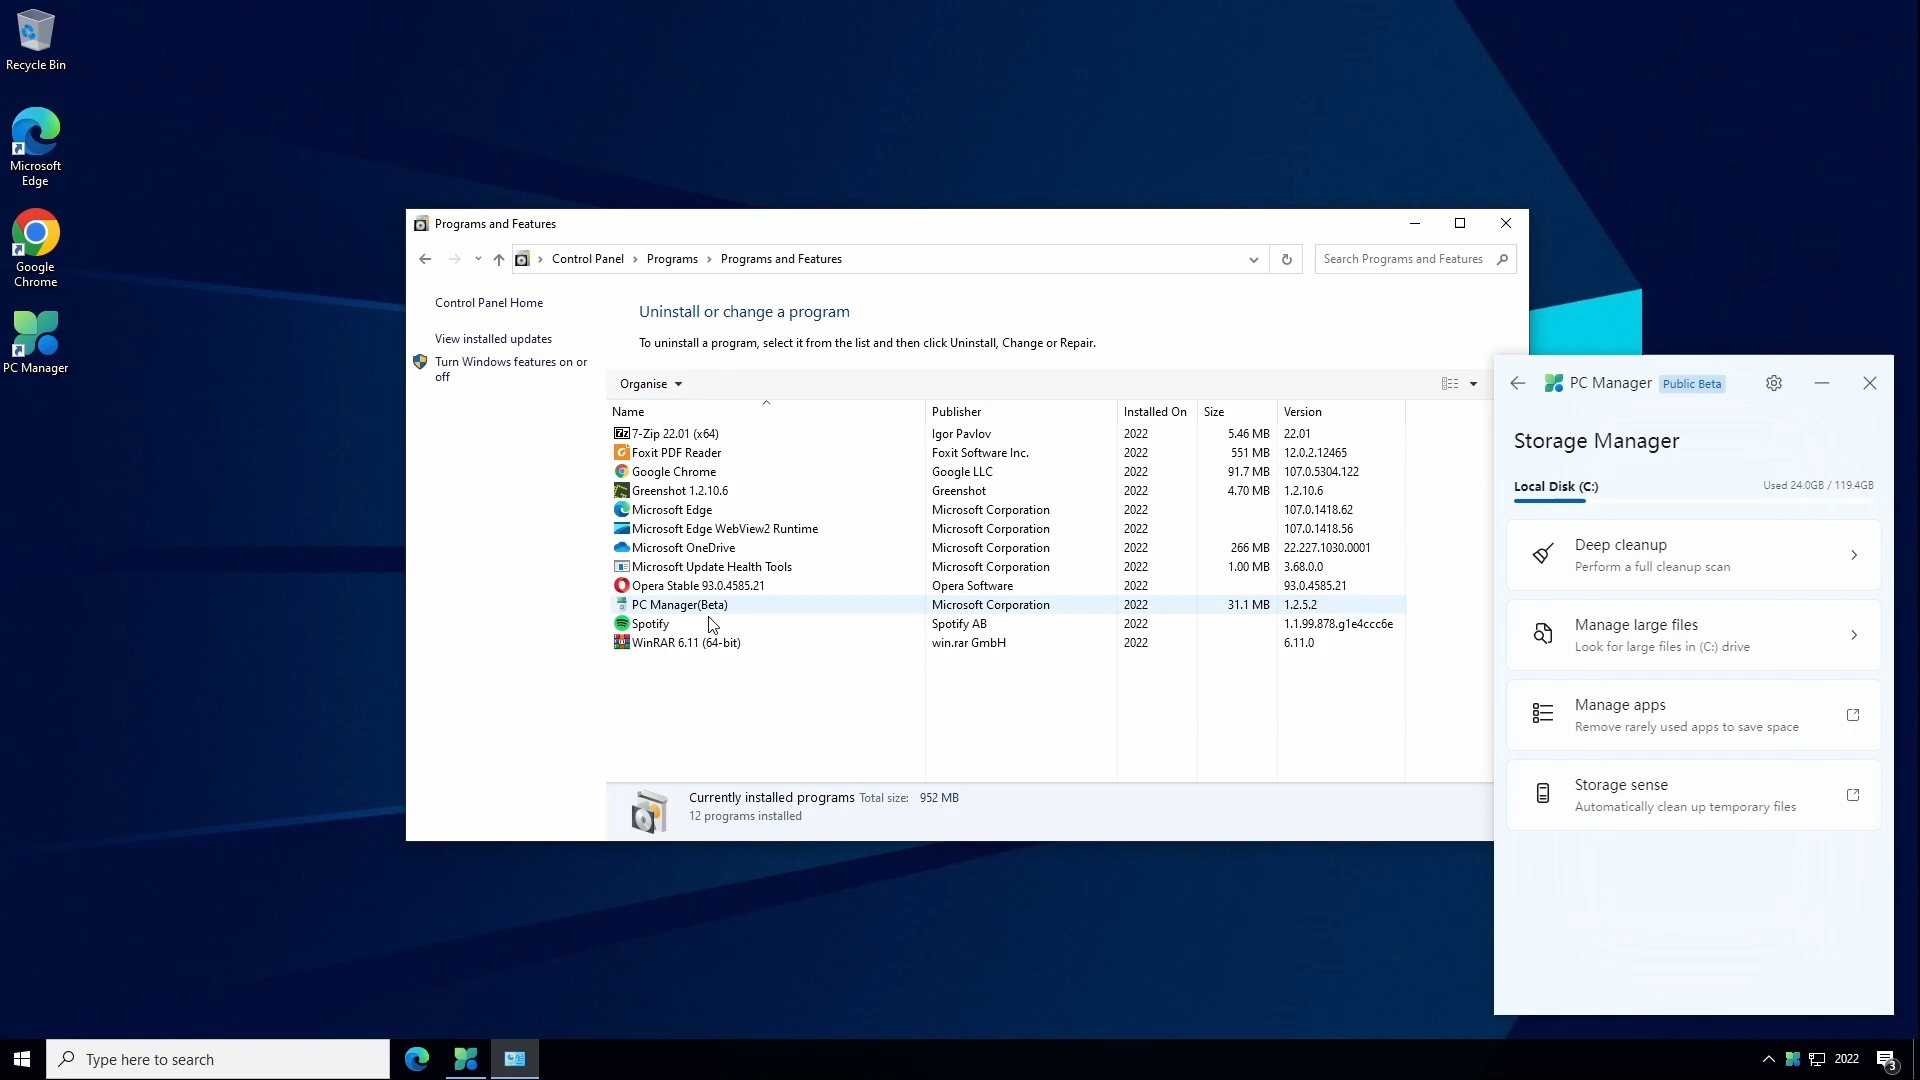 Recycle Bin
Microsoft
Edge
Google
Chrome
PC Manager
Programs and Features
Control Panel Programs Programs and Features
Search Programs and Features
Control Panel Home
View installed updates
Turn Windows features on or
off
Uninstall or change a program
To uninstall a program, select it from the list and then click Uninstall, Change or Repair.
Organise
Name Publisher Installed On Size Version
7-Zip 22.01 (x64) Igor Pavlov 2022 5.46 MB 22.01
Foxit PDF Reader Foxit Software Inc. 2022 551 MB 12.0.2.12465
Google Chrome Google LLC 2022 91.7 MB 107.0.5304.122
Greenshot 1.2.10.6 Greenshot 2022 4.70 MB 1.2.10.6
Microsoft Edge Microsoft Corporation 2022 107.0.1418.62
Microsoft Edge WebView2 Runtime Microsoft Corporation 2022 107.0.1418.56
Microsoft OneDrive Microsoft Corporation 2022 266 MB 22.227.1030.0001
Microsoft Update Health Tools Microsoft Corporation 2022 1.00 MB 3.68.0.0
Opera Stable 93.0.4585.21 Opera Software 2022 93.0.4585.21
PC Manager(Beta) Microsoft Corporation 2022 31.1 MB 1.2.5.2
Spotify Spotify AB 2022 1.1.99.878.g1e4ccc6e
WinRAR 6.11 (64-bit) win.rar GmbH 2022 6.11.0
Currently installed programs Total size: 952 MB
12 programs installed
PC Manager Public Beta
Storage Manager
Local Disk (C:) Used 24.0GB / 119.4GB
Deep cleanup
Perform a full cleanup scan
Manage large files
Look for large files in (C:) drive
Manage apps
Remove rarely used apps to save space
Storage sense
Automatically clean up temporary files
Type here to search
2022
3